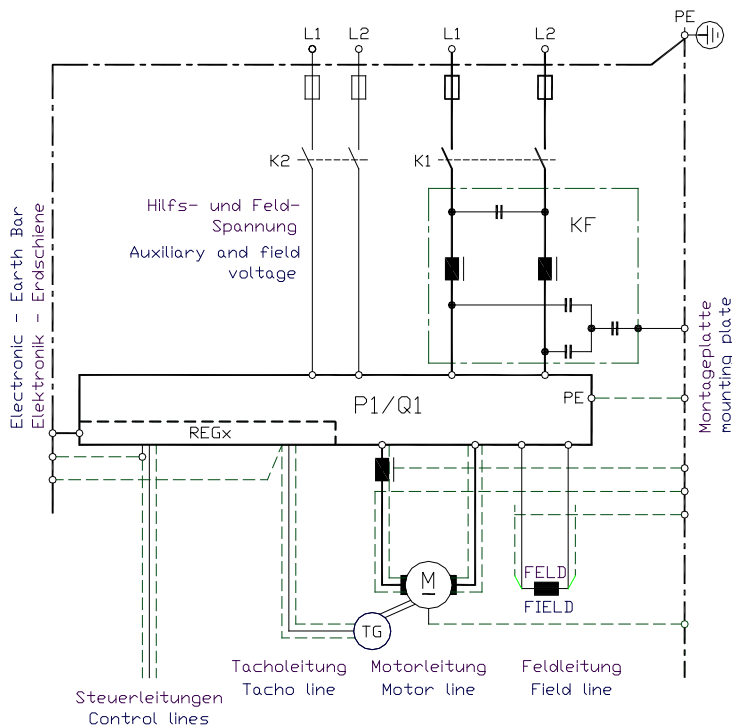 PE
L1 L2 L1 L2
K2 K1
Hilfs- und Feld-
Spannung
Auxiliary and field
voltage
KF
Electronic - Earth Bar
Elektronik - Erdschiene
Montageplatte
mounting plate
P1/Q1
PE
REGx
M
FELD
FIELD
TG
Tacholeitung
Tacho line
Motorleitung
Motor line
Feldleitung
Field line
Steuerleitungen
Control lines